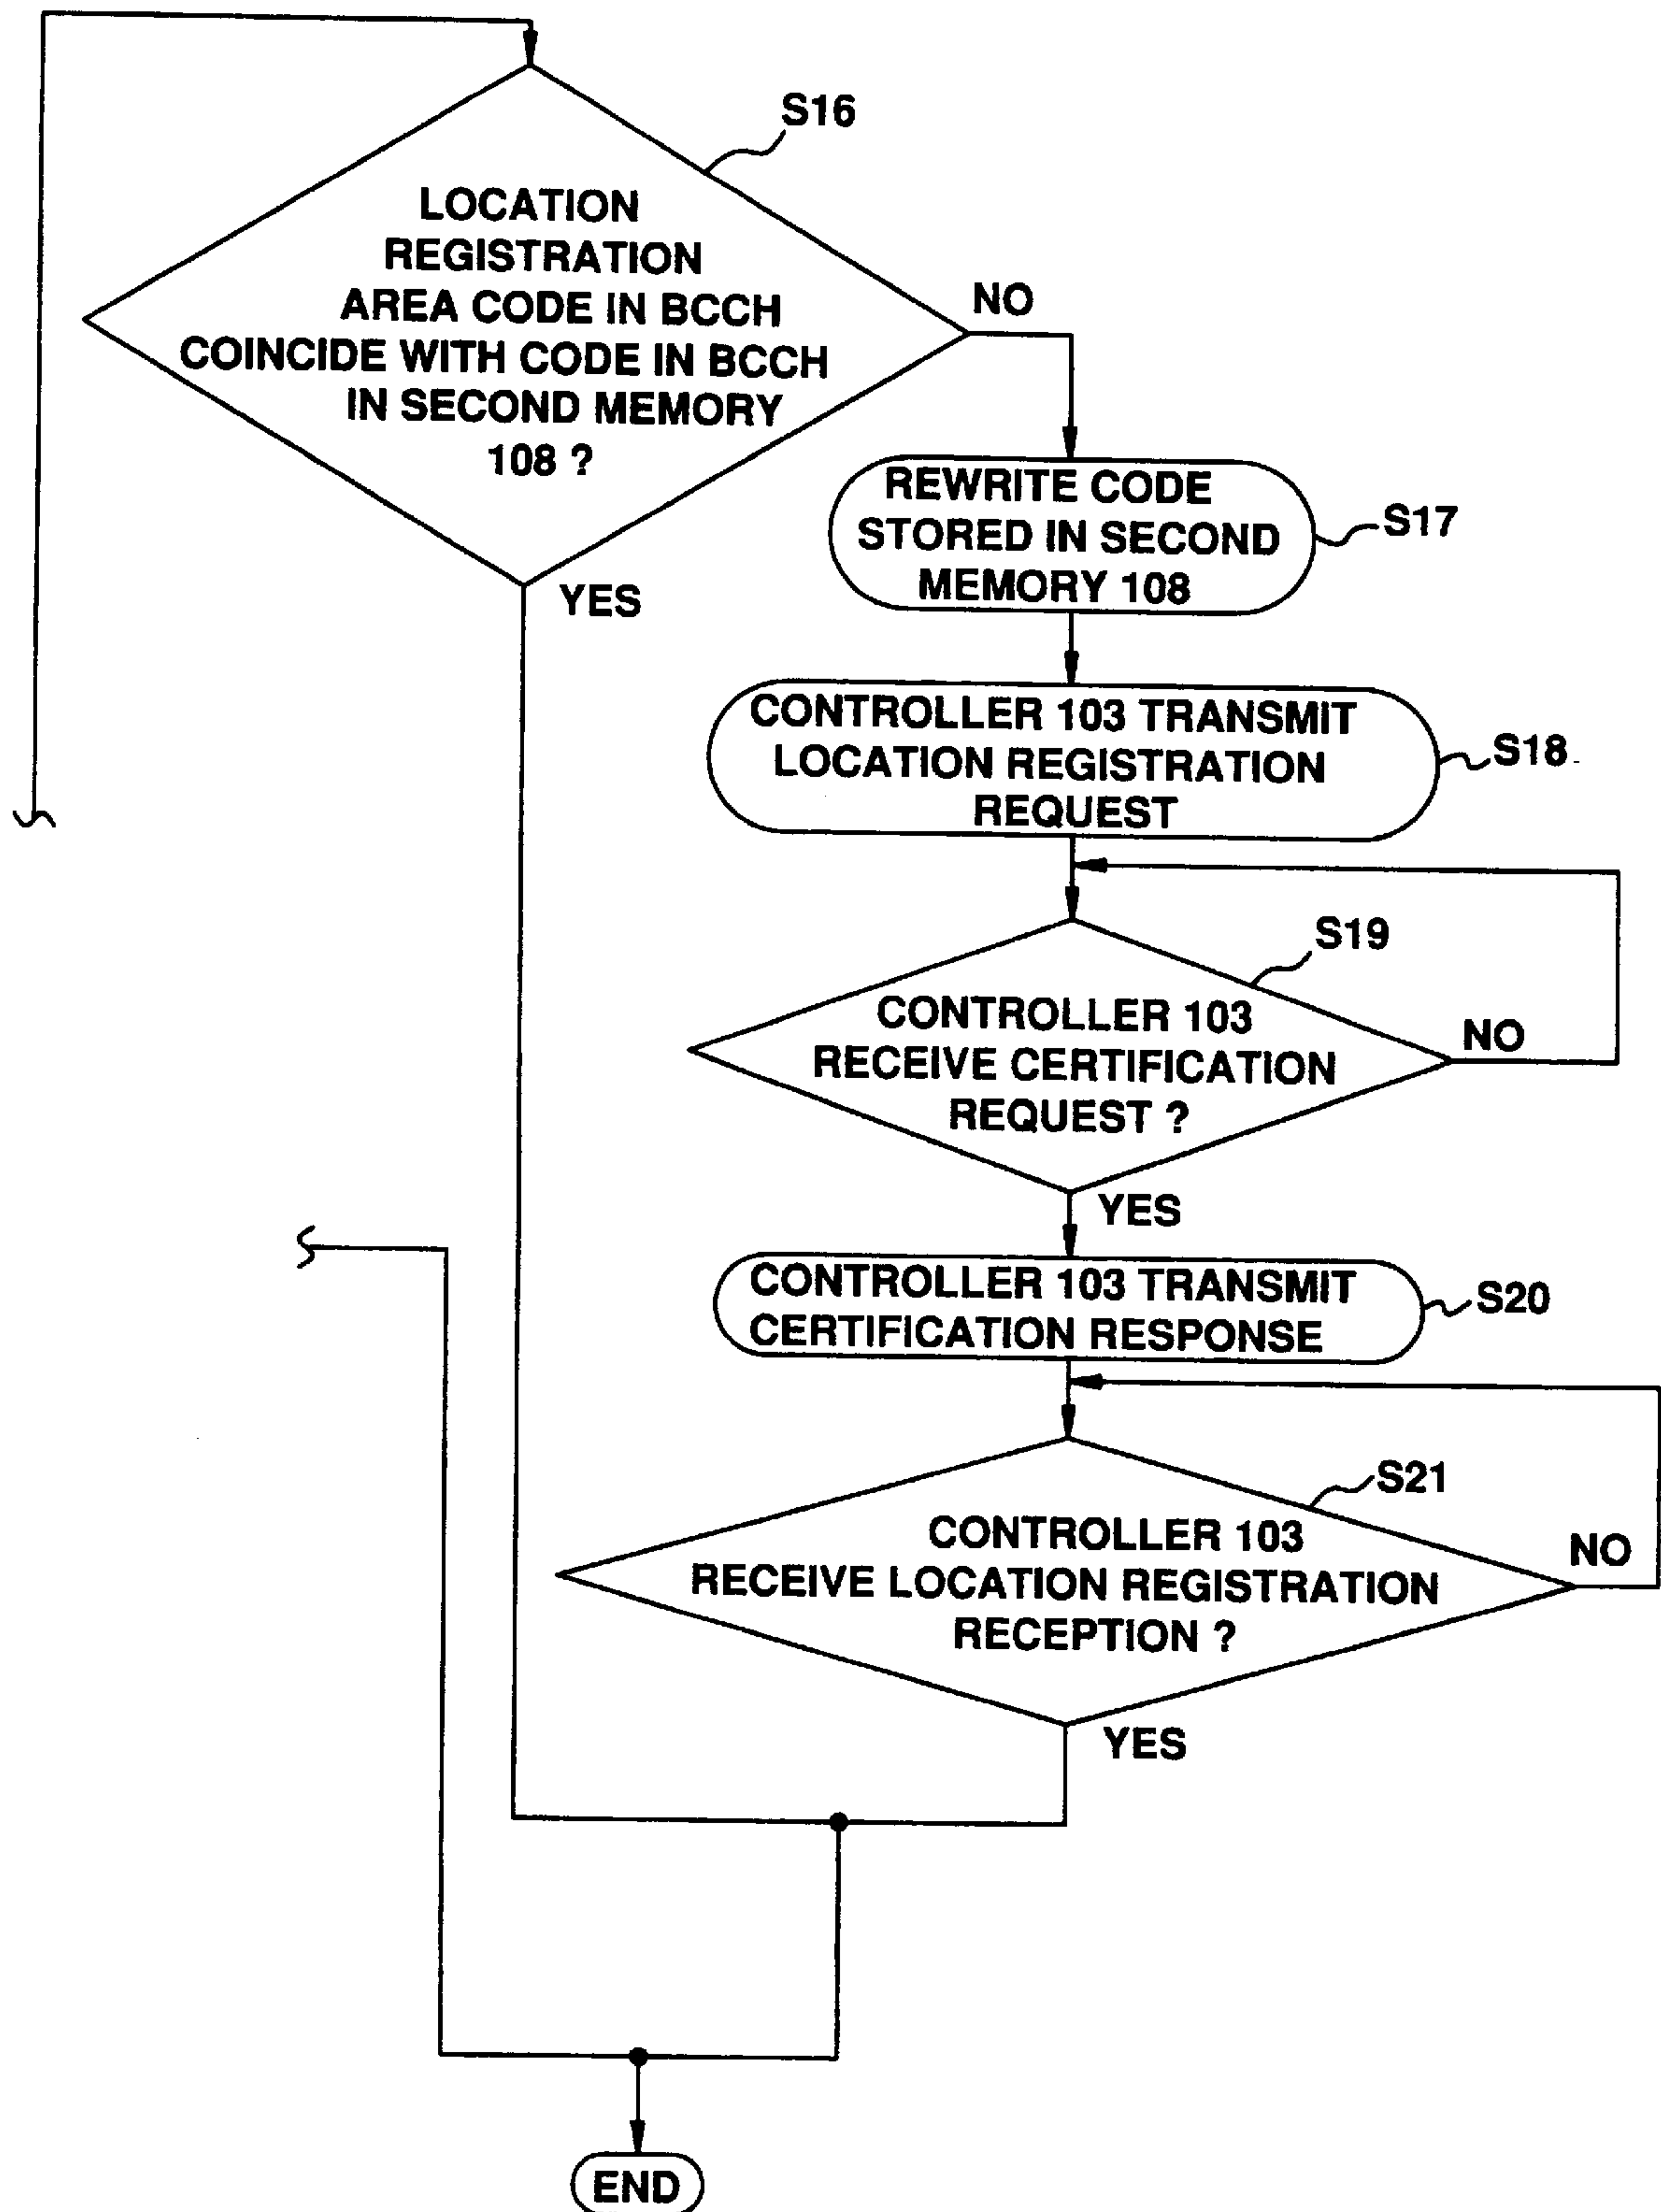 S16
LOCATION
REGISTRATION
AREA CODE IN BCCH
COINCIDE WITH CODE IN BCCH
IN SECOND MEMORY
108 ?
NO
YES
REWRITE CODE
STORED IN SECOND
MEMORY 108
S17
CONTROLLER 103 TRANSMIT
LOCATION REGISTRATION
REQUEST
S18
S19
CONTROLLER 103
RECEIVE CERTIFICATION
REQUEST ?
NO
YES
CONTROLLER 103 TRANSMIT
CERTIFICATION RESPONSE
S20
S21
CONTROLLER 103
RECEIVE LOCATION REGISTRATION
RECEPTION ?
NO
YES
END